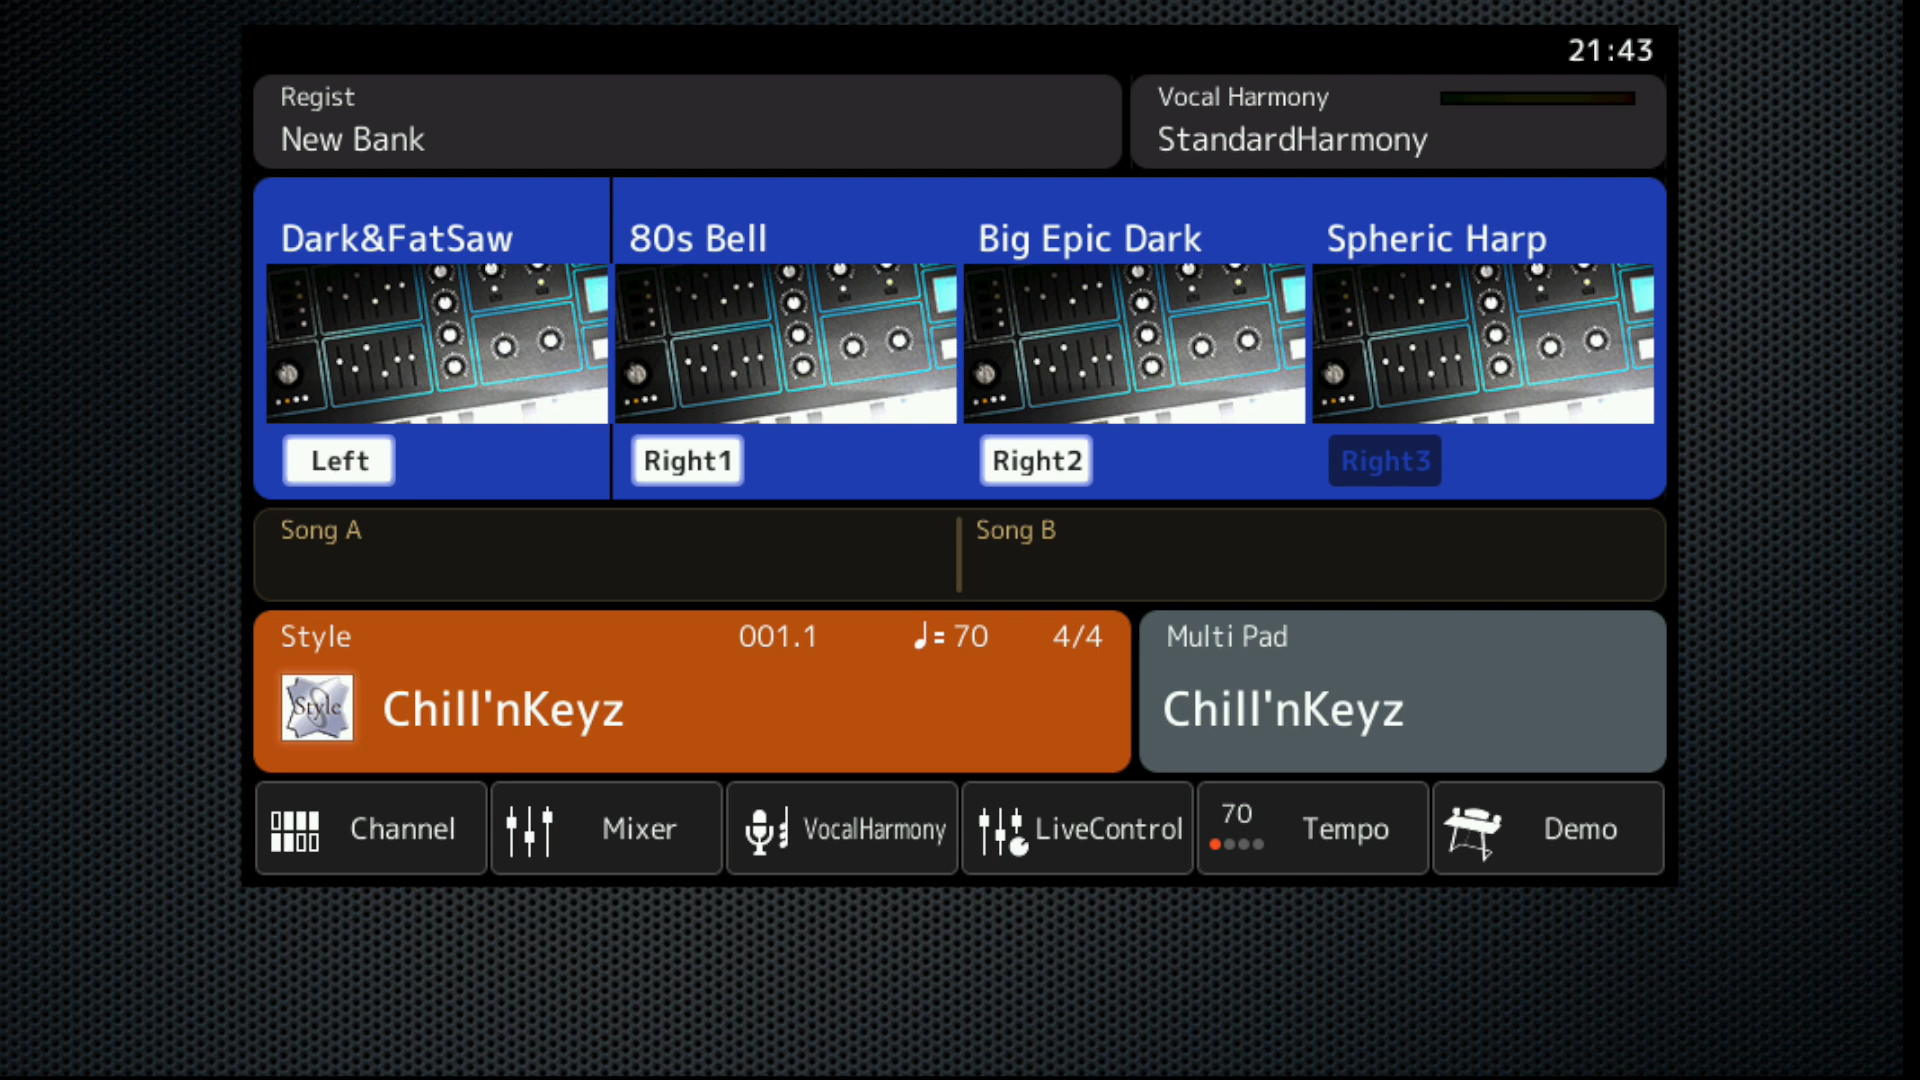 21:43
Regist
New Bank
Vocal Harmony
StandardHarmony
Dark&FatSaw
80s Bell
Big Epic Dark
Spheric Harp
Left
Right1
Right2
Right3
Song A
Song B
Style
001.1
♩= 70
4/4
Style
Chill'nKeyz
Multi Pad
Chill'nKeyz
Channel
Mixer
VocalHarmony
LiveControl
70
Tempo
Demo